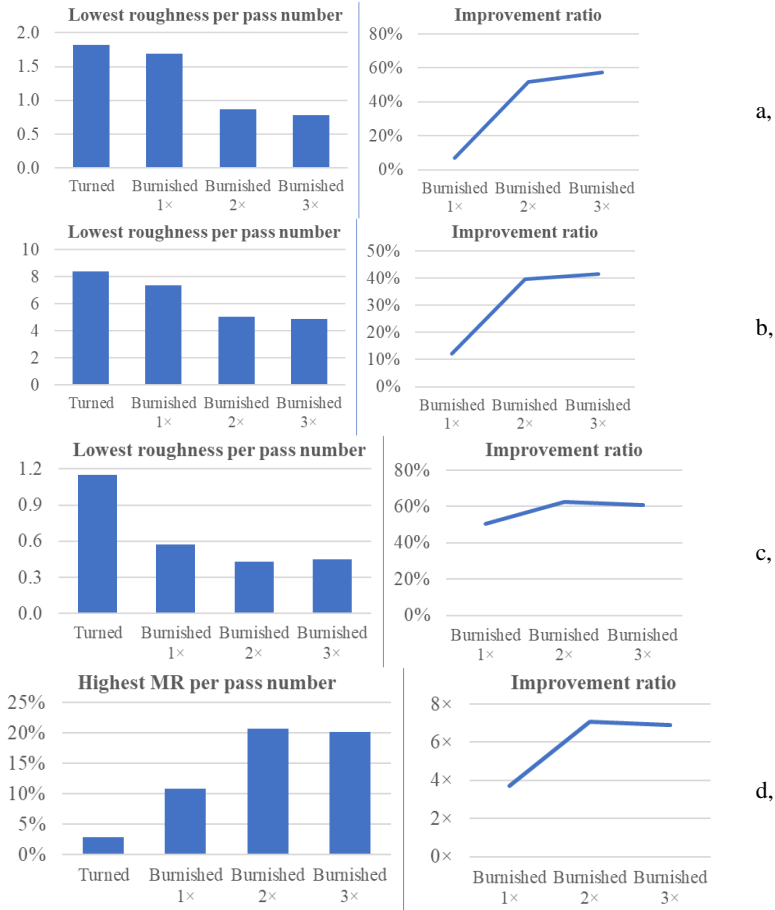 Lowest roughness per pass number
2.0
1.5
1.0
0.5
0.0
Turned
Burnished
1×
Burnished
2×
Burnished
3×
Improvement ratio
80%
60%
40%
20%
0%
Burnished
1×
Burnished
2×
Burnished
3×
a,
Lowest roughness per pass number
10
8
6
4
2
0
Turned
Burnished
1×
Burnished
2×
Burnished
3×
Improvement ratio
50%
40%
30%
20%
10%
0%
Burnished
1×
Burnished
2×
Burnished
3×
b,
Lowest roughness per pass number
1.2
0.9
0.6
0.3
0.0
Turned
Burnished
1×
Burnished
2×
Burnished
3×
Improvement ratio
80%
60%
40%
20%
0%
Burnished
1×
Burnished
2×
Burnished
3×
c,
Highest MR per pass number
25%
20%
15%
10%
5%
0%
Turned
Burnished
1×
Burnished
2×
Burnished
3×
Improvement ratio
8×
6×
4×
2×
0×
Burnished
1×
Burnished
2×
Burnished
3×
d,